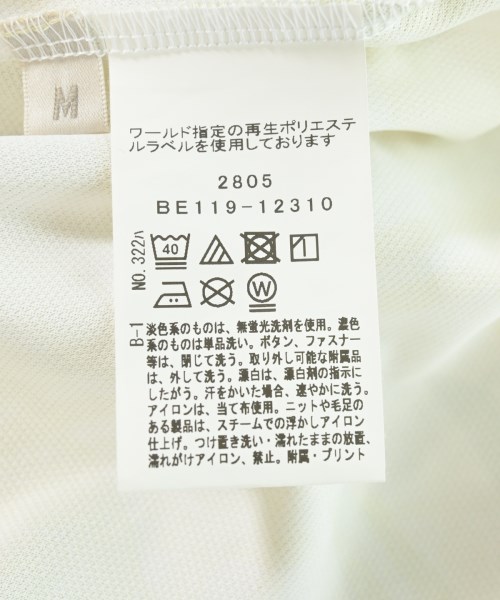 M
ワールド指定の再生ポリエステ
ルラベルを使用しております
2805
BE119-12310
NO.322ハ
40
W
B-1
淡色系のものは、無蛍光洗剤を使用。濃色
系のものは単品洗い。ボタン、ファスナー
等は、閉じて洗う。取り外し可能な附属品
は、外して洗う。漂白は、漂白剤の指示に
したがう。汗をかいた場合、速やかに洗う。
アイロンは、当て布使用。ニットや毛足の
ある製品は、スチームでの浮かしアイロン
仕上げ。つけ置き洗い・濡れたままの放置、
濡れがけアイロン、禁止。附属・プリント